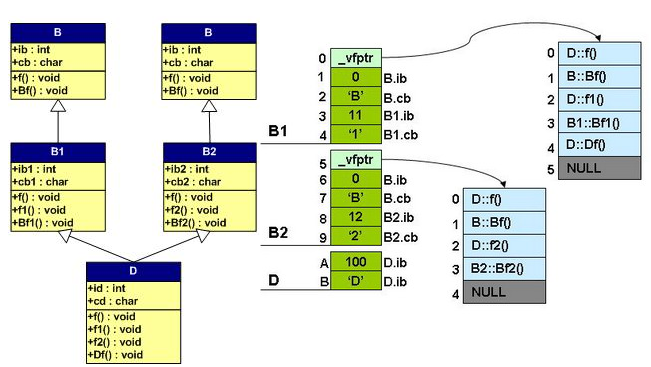 B
+ib : int
+cb : char
+f() : void
+Bf() : void
B
+ib : int
+cb : char
+f() : void
+Bf() : void
B1
+ib1 : int
+cb1 : char
+f() : void
+f1() : void
+Bf1() : void
B2
+ib2 : int
+cb2 : char
+f() : void
+f2() : void
+Bf2() : void
D
+id : int
+cd : char
+f() : void
+f1() : void
+f2() : void
+Df() : void
0 _vfptr
1 0 B.ib
2 'B' B.cb
3 11 B1.ib
4 '1' B1.cb
B1
5 _vfptr
6 0 B.ib
7 'B' B.cb
8 12 B2.ib
9 '2' B2.cb
B2
A 100 D.ib
B 'D' D.ib
D
0 D::f()
1 B::Bf()
2 D::f1()
3 B1::Bf1()
4 D::Df()
5 NULL
0 D::f()
1 B::Bf()
2 D::f2()
3 B2::Bf2()
4 NULL